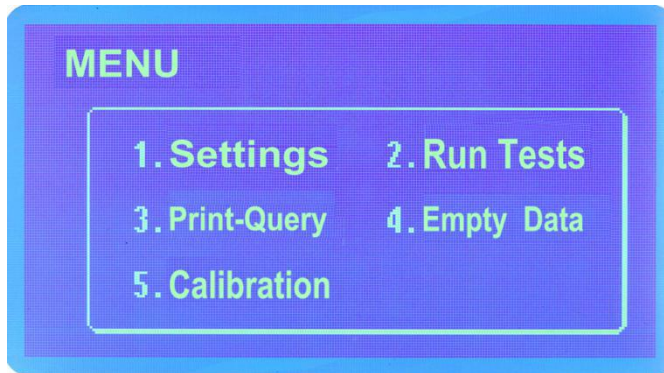 MENU
1. Settings 2. Run Tests
3. Print-Query 4. Empty Data
5. Calibration